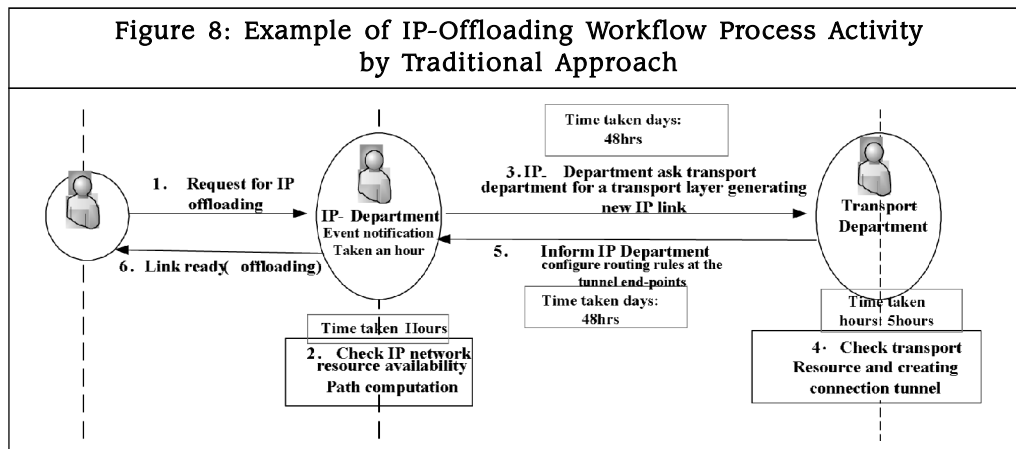 Figure 8: Example of IP-Offloading Workflow Process Activity
by Traditional Approach
Time taken days:
48hrs
1. Request for IP
offloading
3.IP- Department ask transport
department for a transport layer generating
new IP link
IP- Department
Event notification
Taken an hour
Transport
Department
6. Link ready( offloading)
5. Inform IP Department
configure routing rules at the
tunnel end-points
Time taken days:
48hrs
Time taken 1Hours
2. Check IP network
resource availability
Path computation
Time taken
hours: 5hours
4. Check transport
Resource and creating
connection tunnel